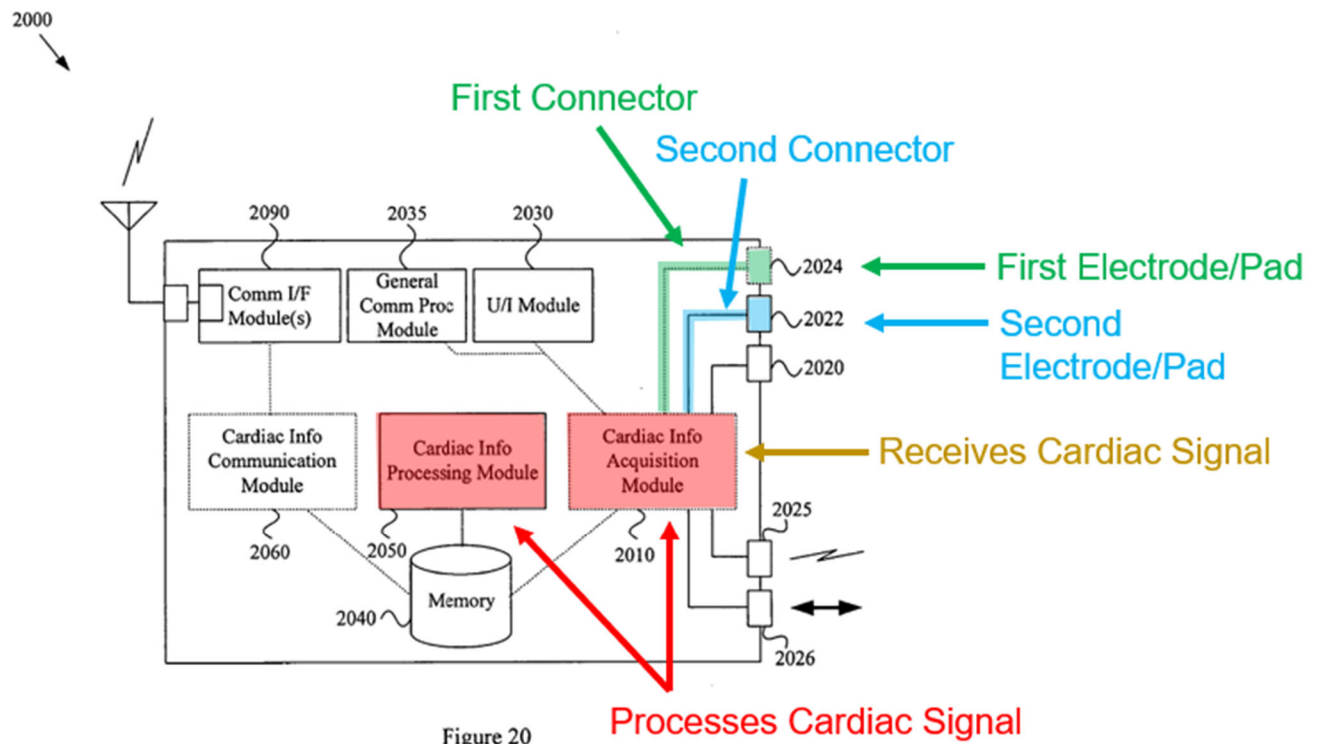 2000
First Connector
Second Connector
2090
2035
2030
2024
First Electrode/Pad
Comm I/F
Module(s)
General
Comm Proc
Module
U/I Module
2022
Second
Electrode/Pad
2020
Cardiac Info
Communication
Module
Cardiac Info
Processing Module
Cardiac Info
Acquisition
Module
Receives Cardiac Signal
2060
2050
2010
2025
Memory
2040
2026
Processes Cardiac Signal
Figure 20